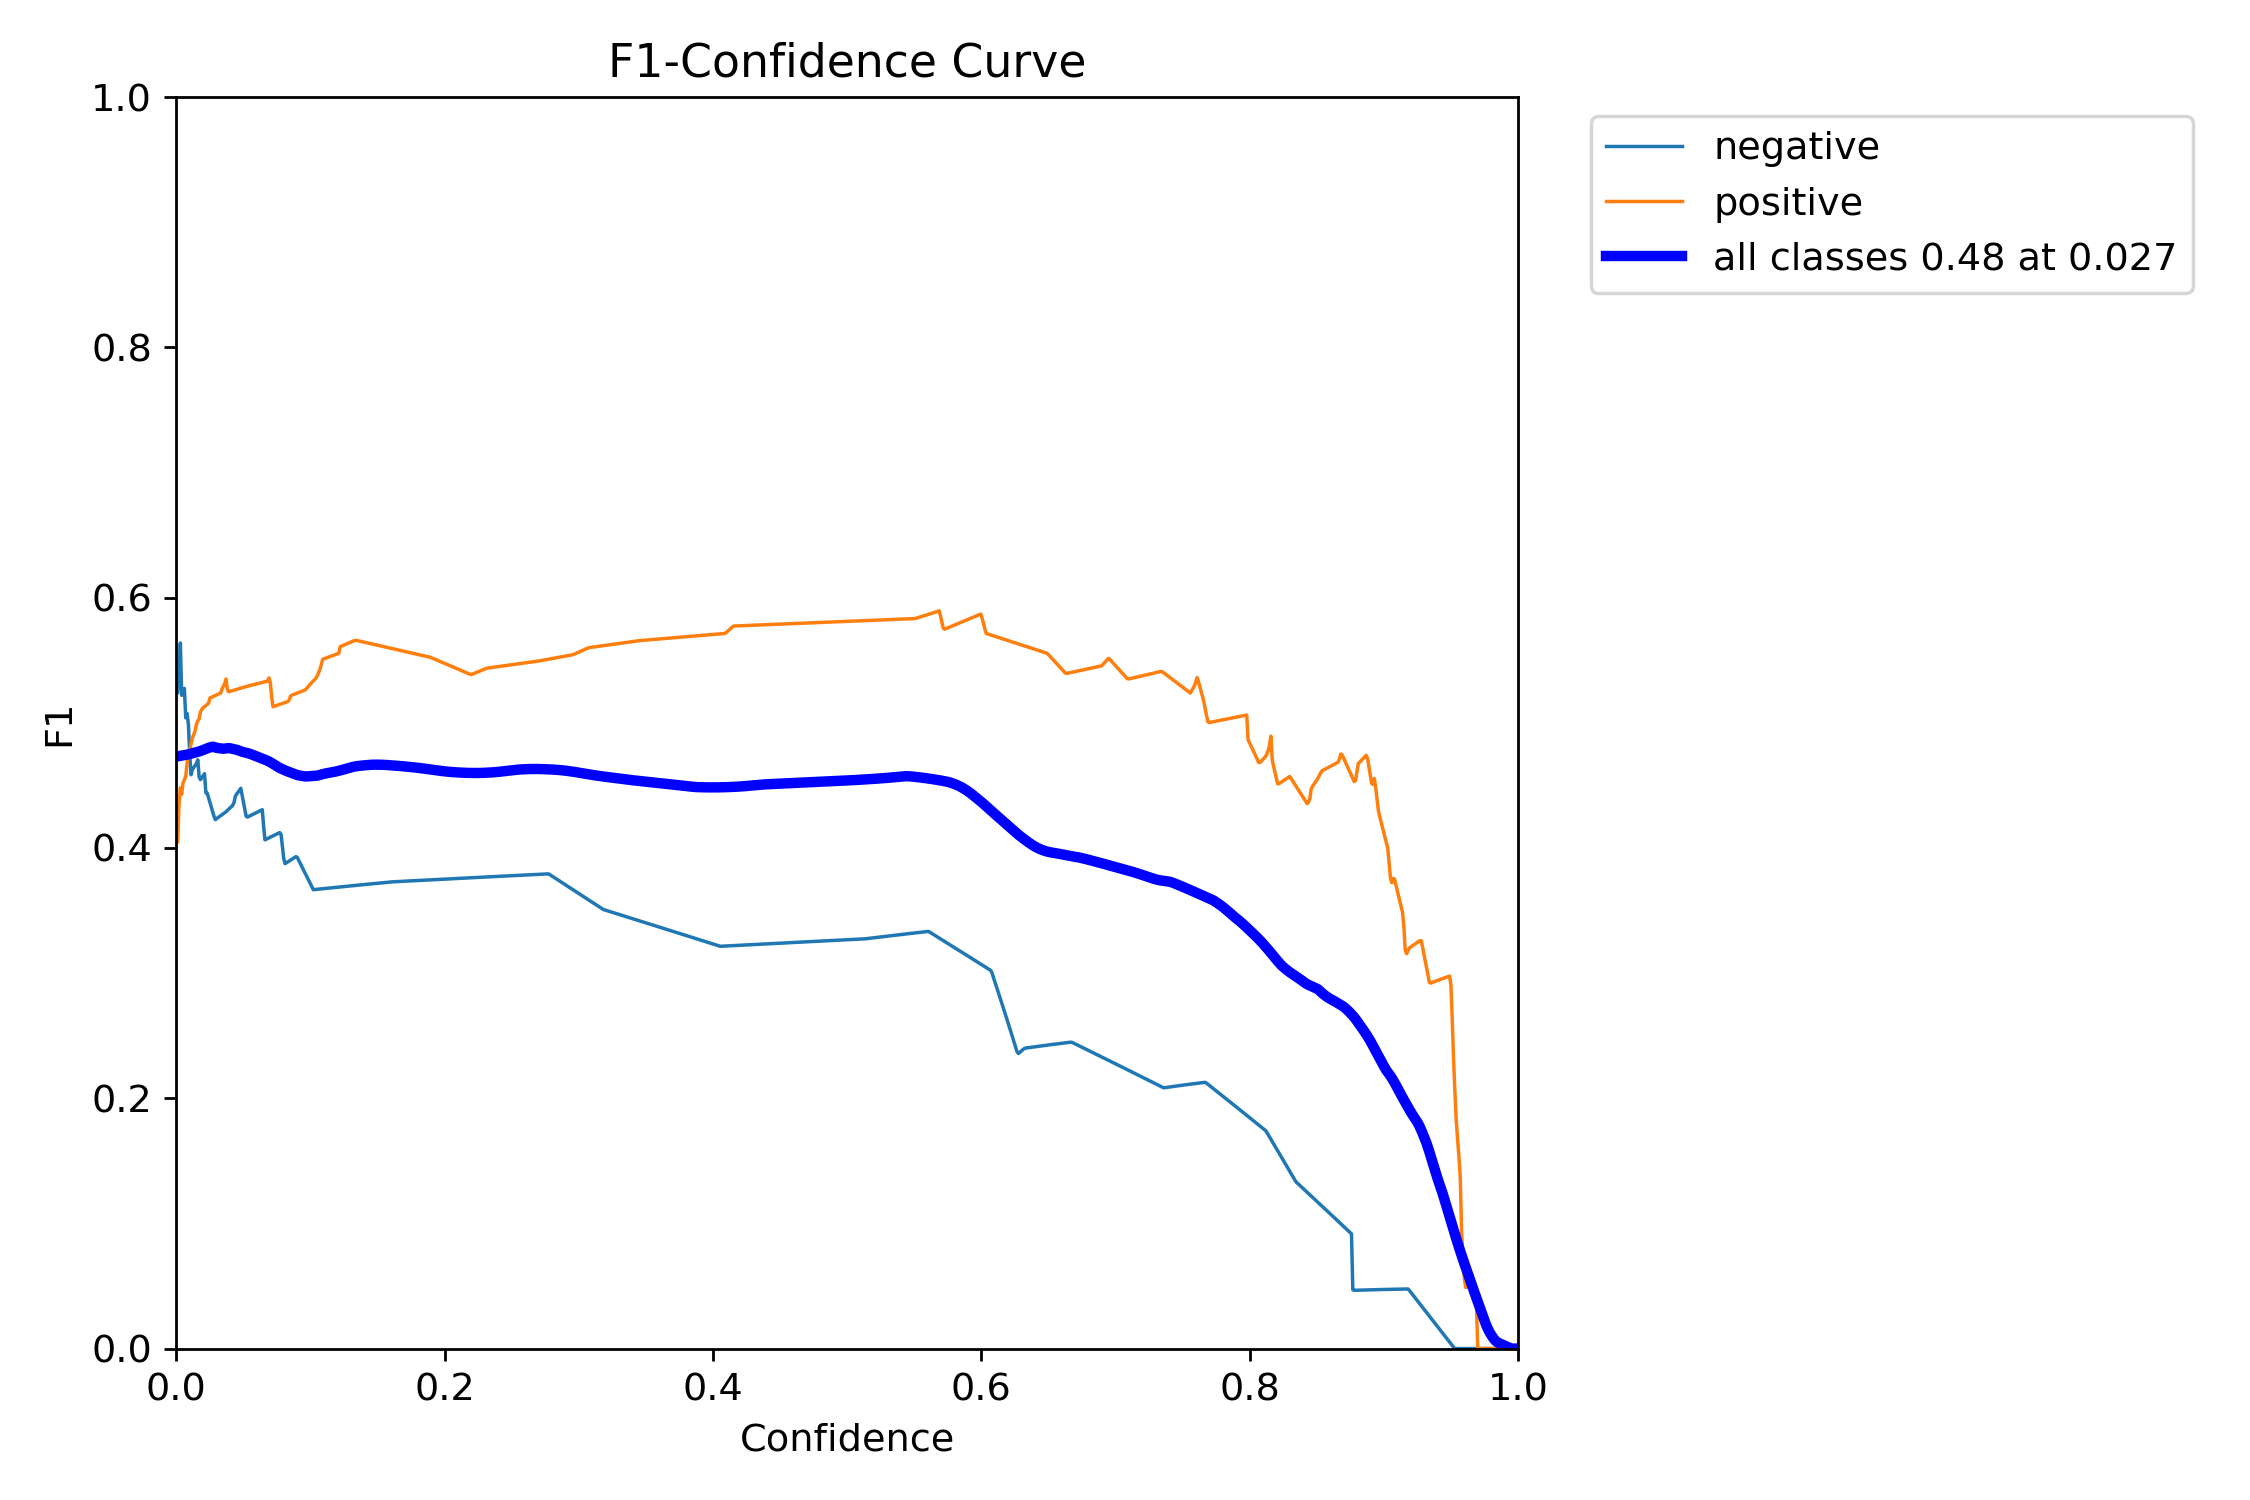 F1-Confidence Curve
1.0
0.8
0.6
0.4
0.2
0.0
F1
0.0 0.2 0.4 0.6 0.8 1.0
Confidence
negative
positive
all classes 0.48 at 0.027